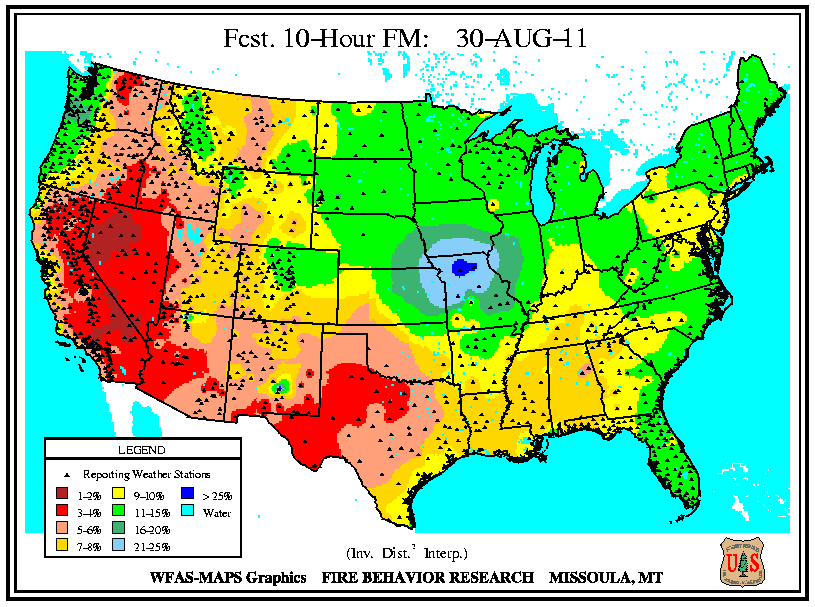 Fcst. 10-Hour FM: 30-AUG-11
LEGEND
Reporting Weather Stations
1-2% 9-10% > 25%
3-4% 11-15% Water
5-6% 16-20%
7-8% 21-25%
(Inv. Dist.² Interp.)
WFAS-MAPS Graphics FIRE BEHAVIOR RESEARCH MISSOULA, MT
US